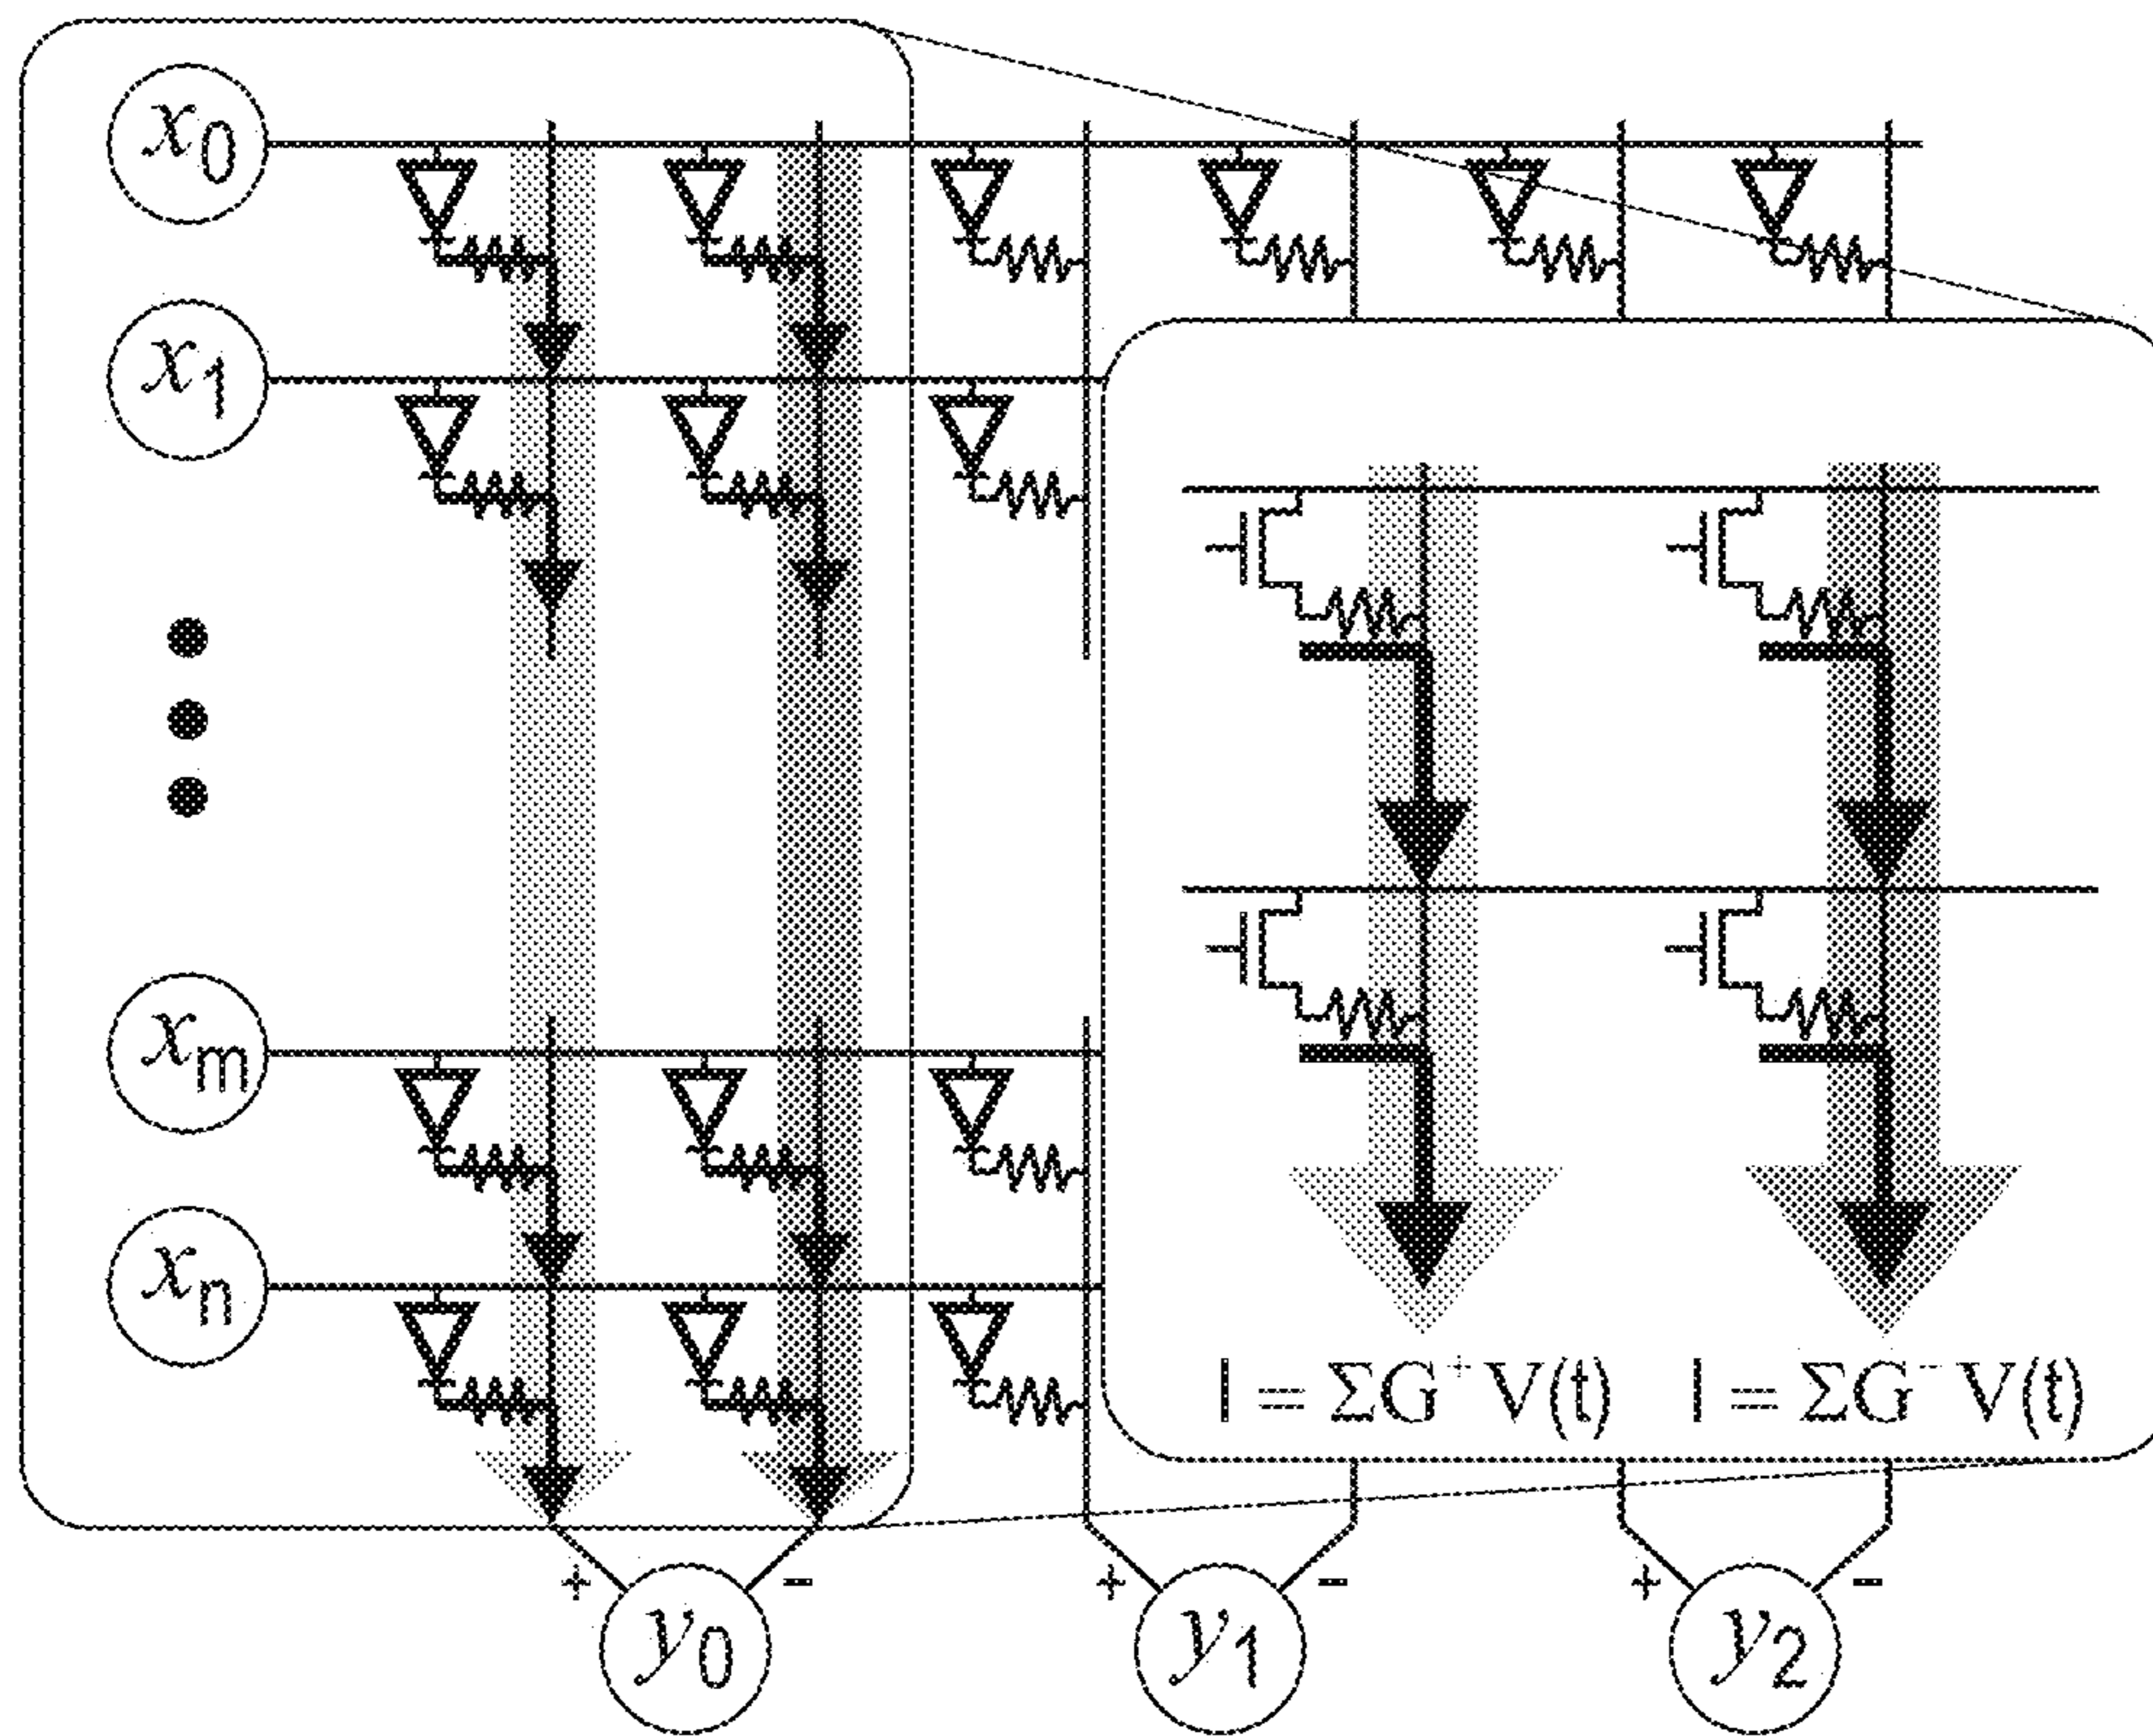 x0
x1
xm
xn
I = ΣG⁺ V(t) I = ΣG⁻ V(t)
+ − + − + −
y0 y1 y2